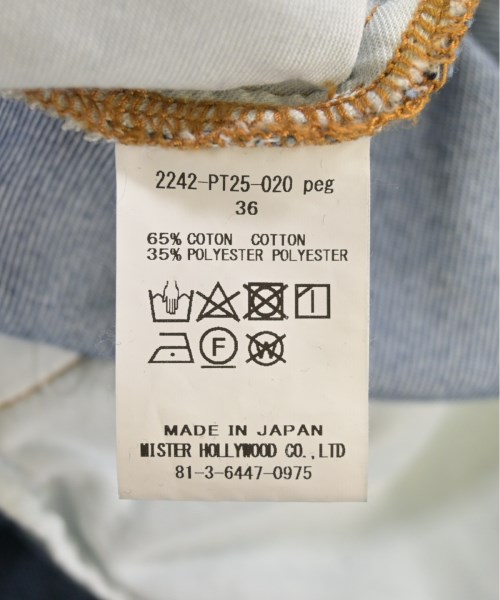 2242-PT25-020 peg
36
65% COTON COTTON
35% POLYESTER POLYESTER
F
W
MADE IN JAPAN
MISTER HOLLYWOOD CO.,LTD
81-3-6447-0975